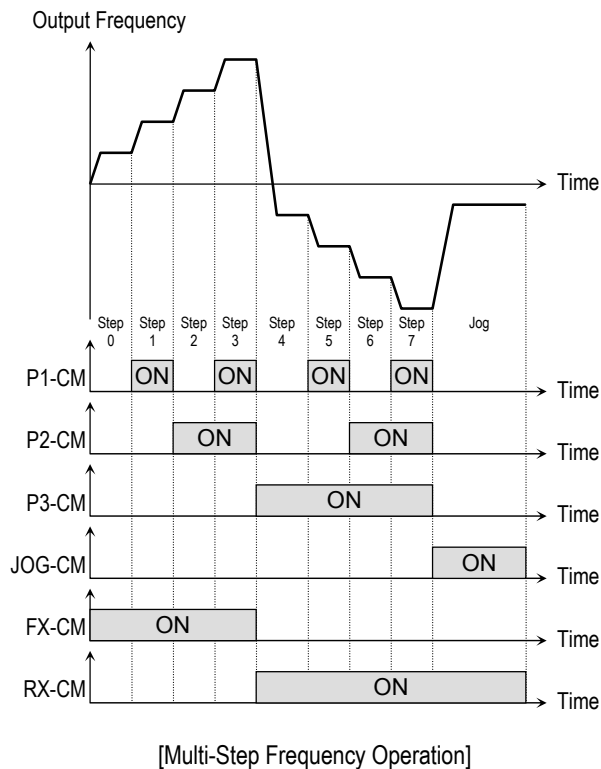 Output Frequency
Time
Step 0
Step 1
Step 2
Step 3
Step 4
Step 5
Step 6
Step 7
Jog
P1-CM
ON
ON
ON
ON
Time
P2-CM
ON
ON
Time
P3-CM
ON
Time
JOG-CM
ON
Time
FX-CM
ON
Time
RX-CM
ON
Time
[Multi-Step Frequency Operation]